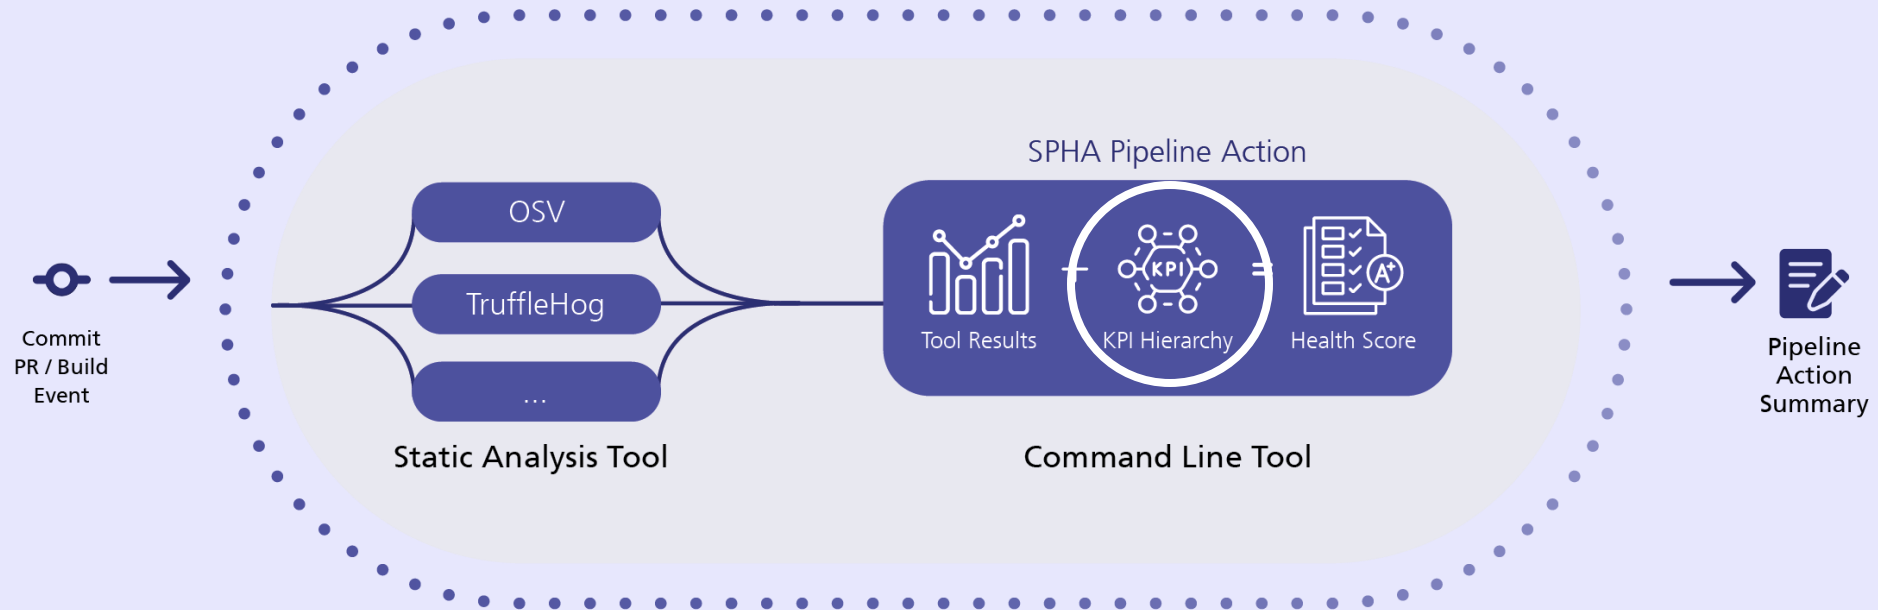 Commit
PR / Build
Event
OSV
TruffleHog
...
Static Analysis Tool
SPHA Pipeline Action
Tool Results
+
KPI
KPI Hierarchy
=
A+
Health Score
Command Line Tool
Pipeline
Action
Summary